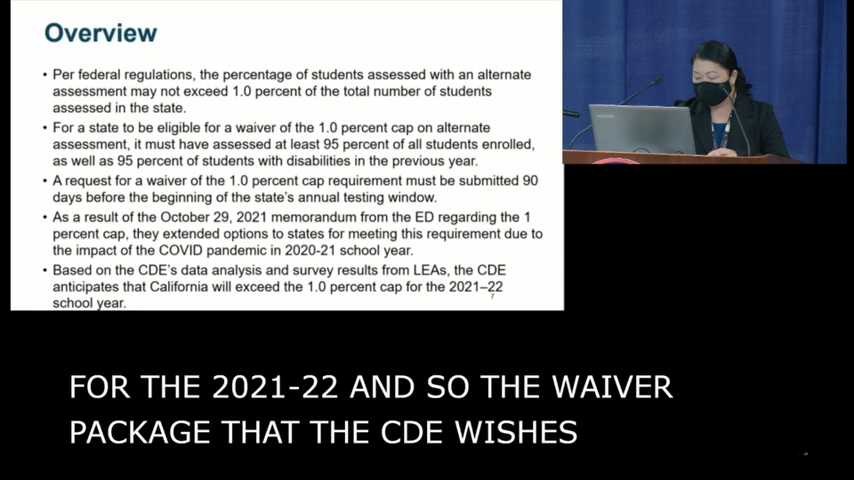 Overview
• Per federal regulations, the percentage of students assessed with an alternate
assessment may not exceed 1.0 percent of the total number of students
assessed in the state.
• For a state to be eligible for a waiver of the 1.0 percent cap on alternate
assessment, it must have assessed at least 95 percent of all students enrolled,
as well as 95 percent of students with disabilities in the previous year.
• A request for a waiver of the 1.0 percent cap requirement must be submitted 90
days before the beginning of the state's annual testing window.
• As a result of the October 29, 2021 memorandum from the ED regarding the 1
percent cap, they extended options to states for meeting this requirement due to
the impact of the COVID pandemic in 2020-21 school year.
• Based on the CDE's data analysis and survey results from LEAs, the CDE
anticipates that California will exceed the 1.0 percent cap for the 2021–22
school year.
7
FOR THE 2021-22 AND SO THE WAIVER
PACKAGE THAT THE CDE WISHES